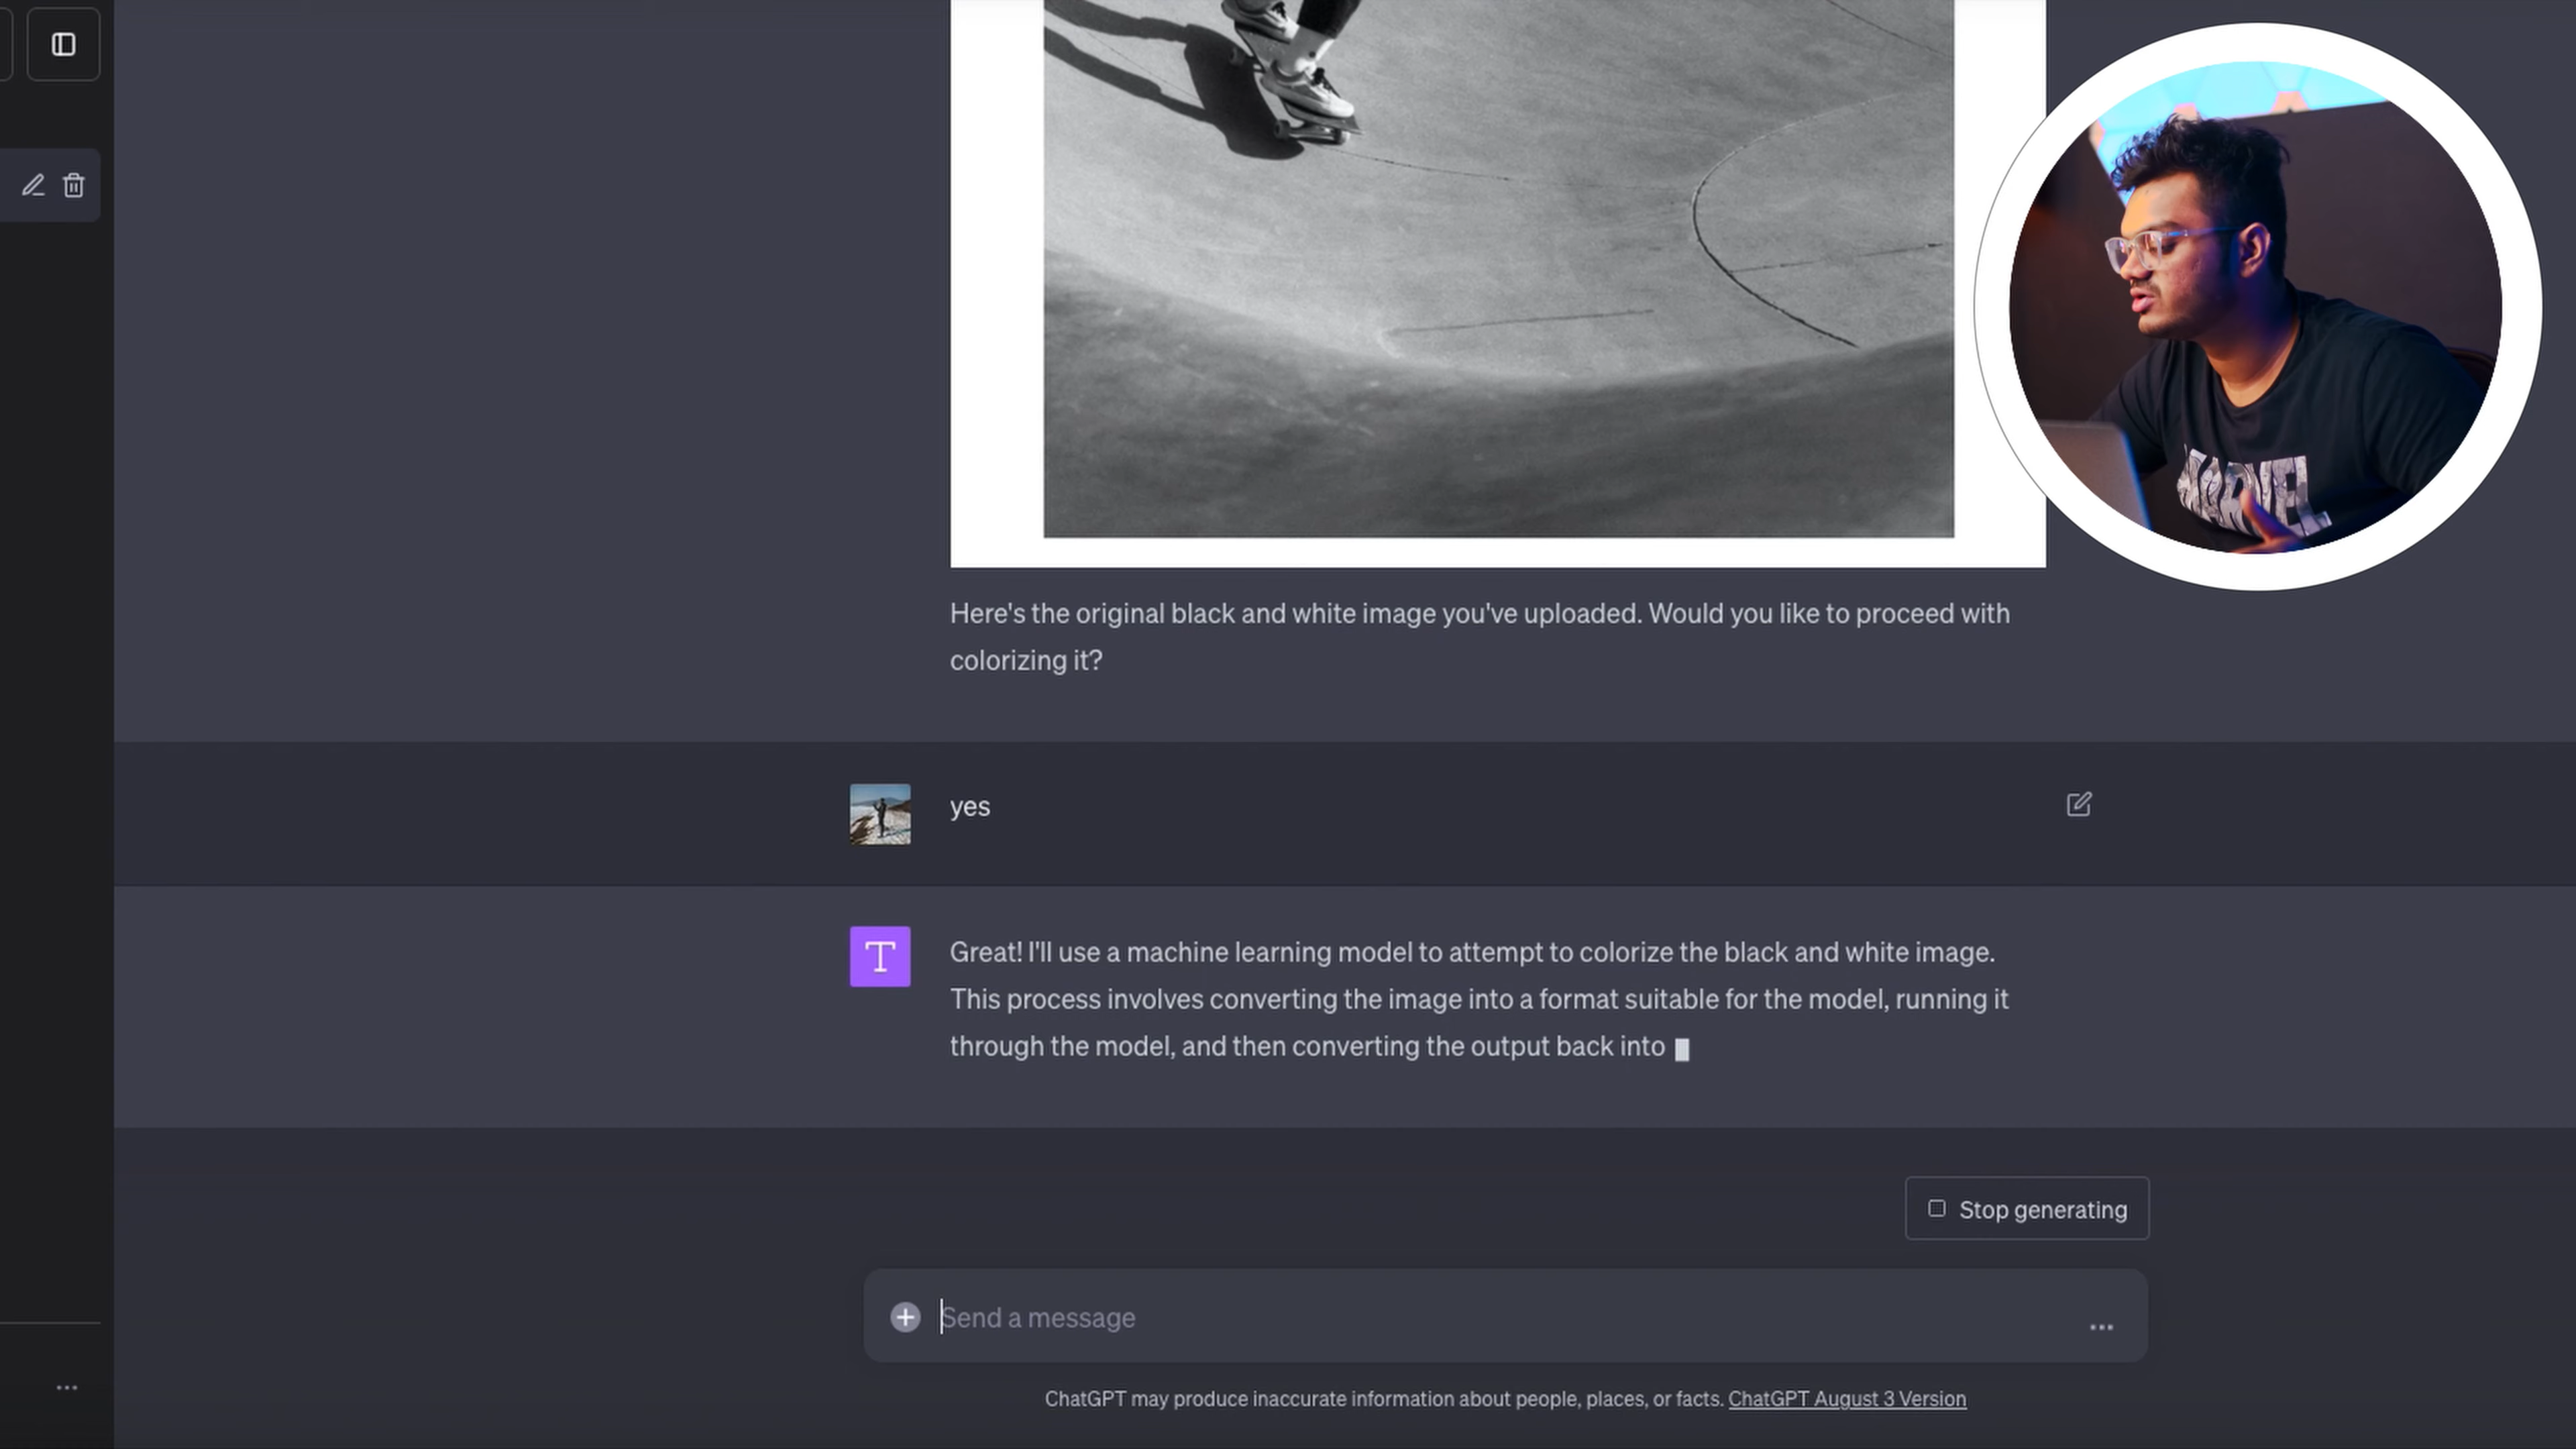 Here's the original black and white image you've uploaded. Would you like to proceed with
colorizing it?
yes
T
Great! I'll use a machine learning model to attempt to colorize the black and white image.
This process involves converting the image into a format suitable for the model, running it
through the model, and then converting the output back into
Stop generating
Send a message
ChatGPT may produce inaccurate information about people, places, or facts. ChatGPT August 3 Version
MARVEL